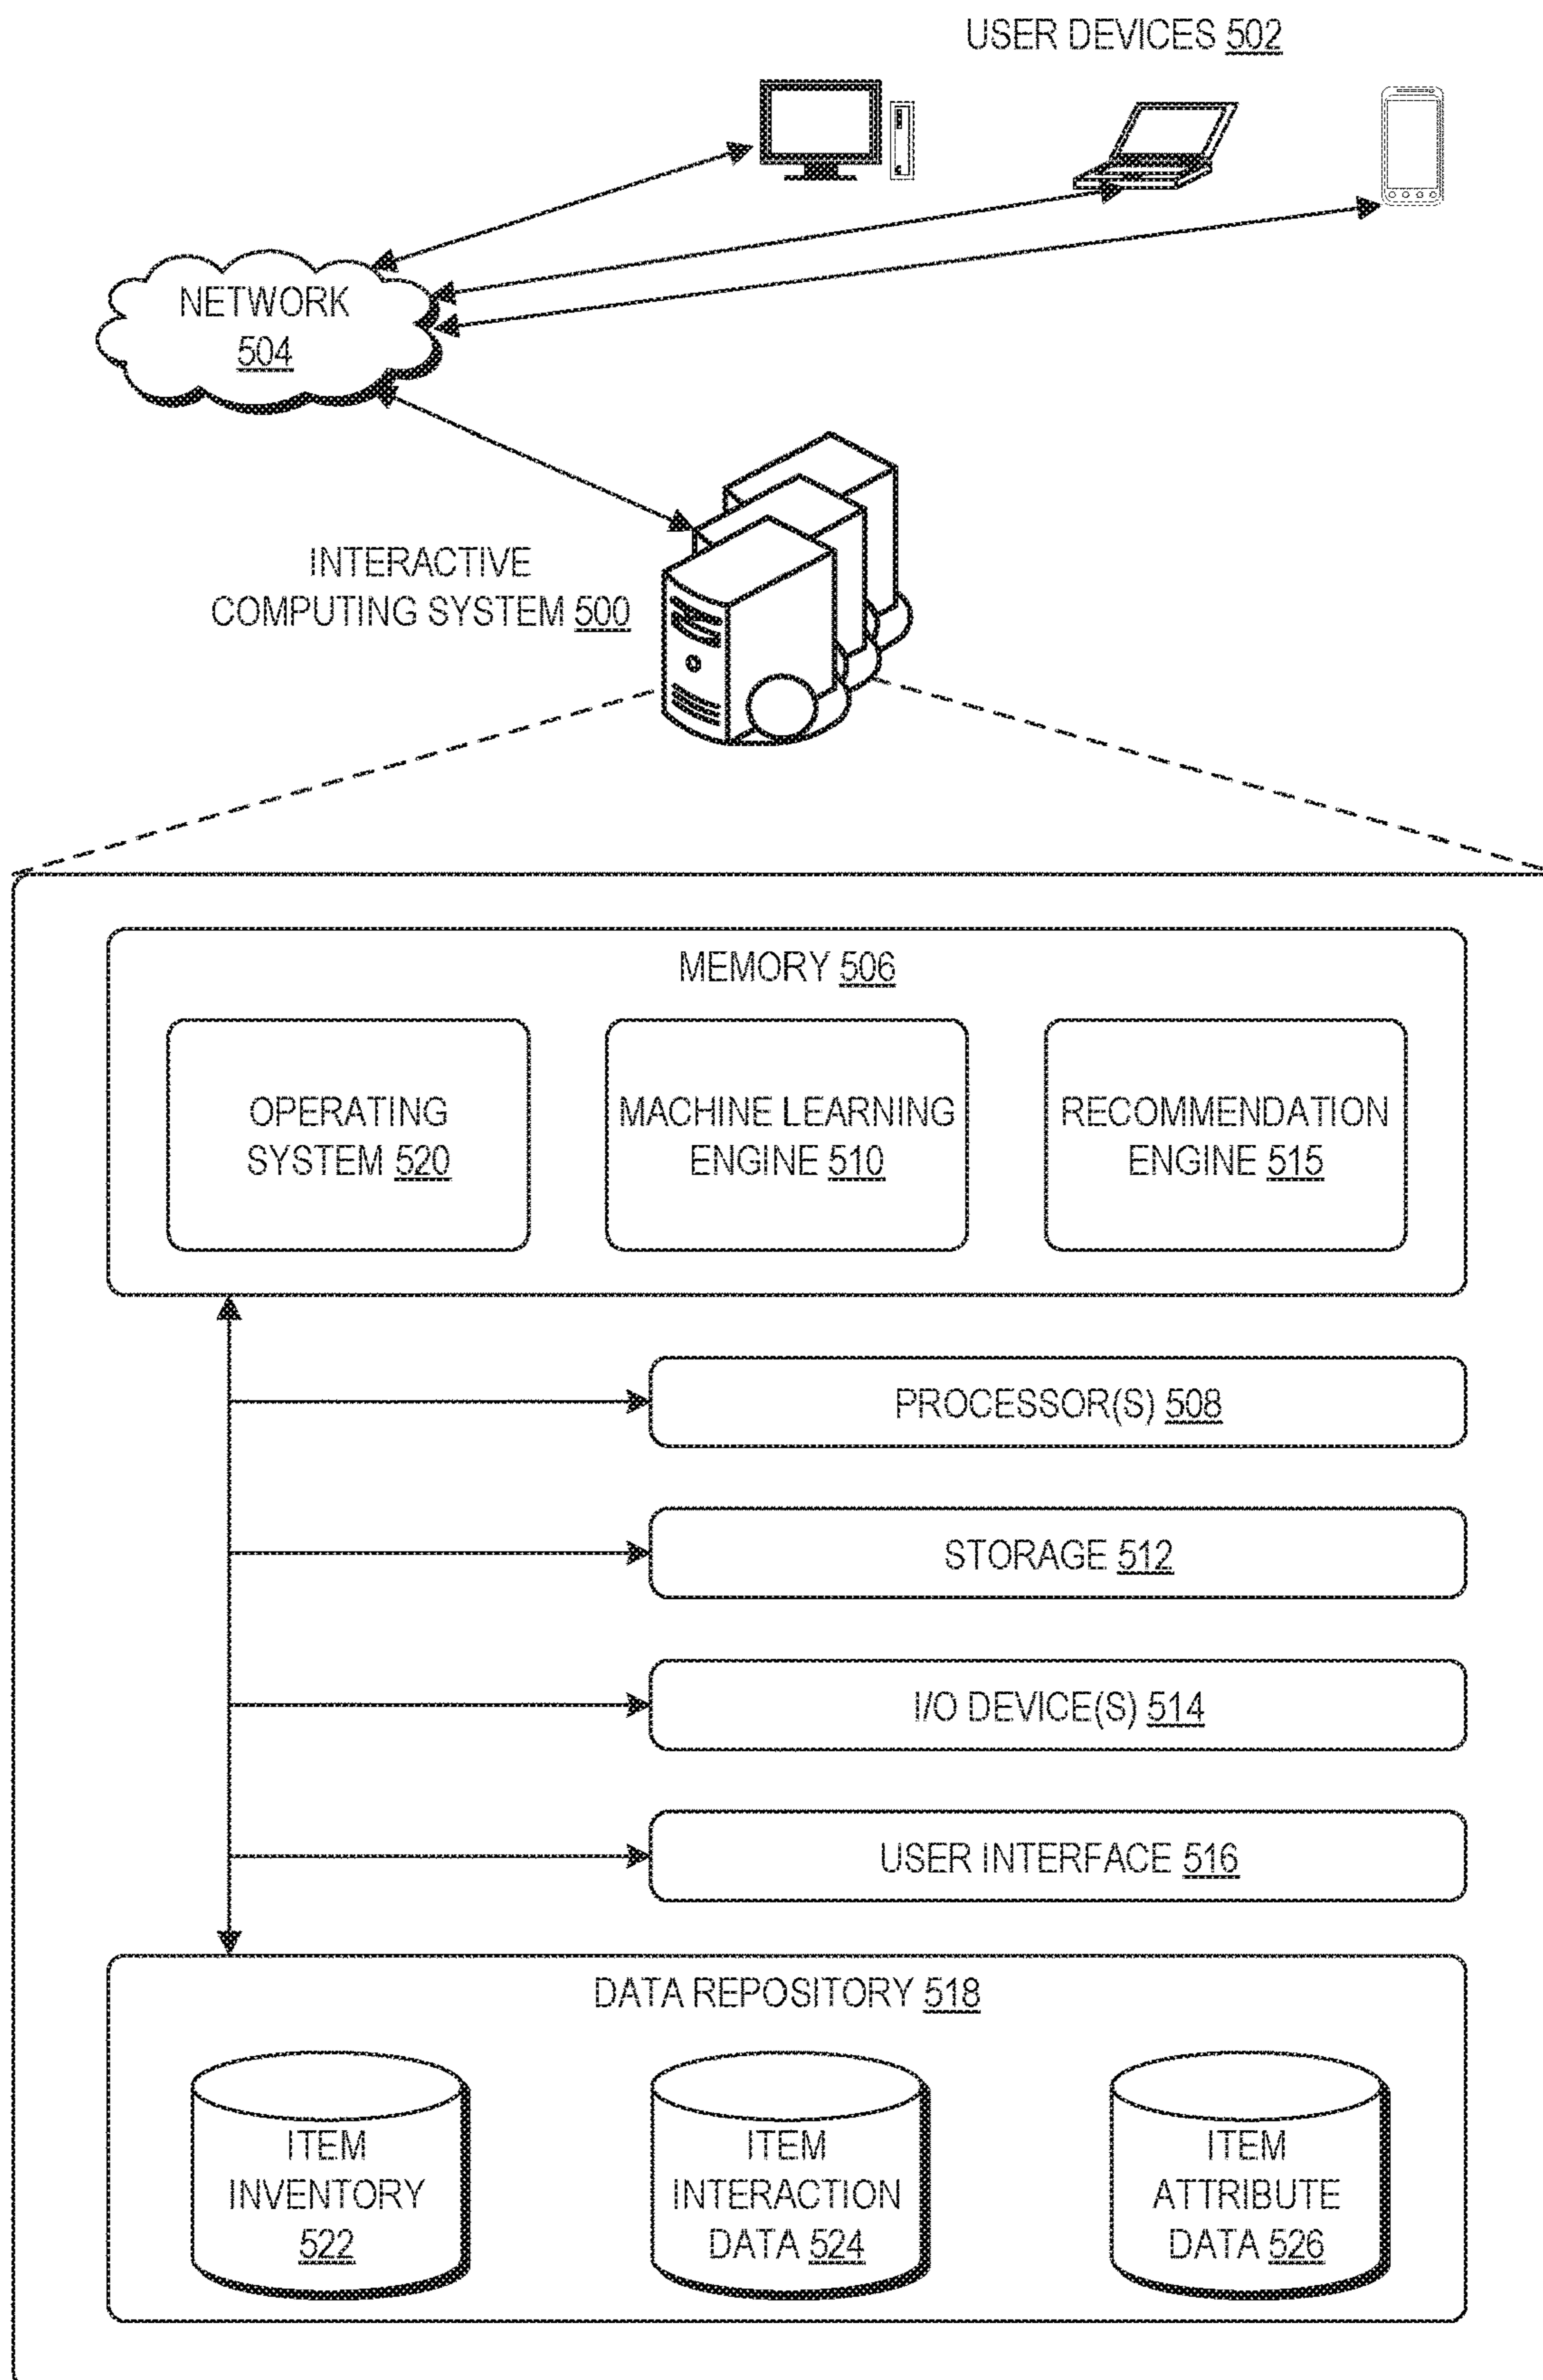 USER DEVICES 502
NETWORK
504
INTERACTIVE
COMPUTING SYSTEM 500
MEMORY 506
OPERATING
SYSTEM 520
MACHINE LEARNING
ENGINE 510
RECOMMENDATION
ENGINE 515
PROCESSOR(S) 508
STORAGE 512
I/O DEVICE(S) 514
USER INTERFACE 516
DATA REPOSITORY 518
ITEM
INVENTORY
522
ITEM
INTERACTION
DATA 524
ITEM
ATTRIBUTE
DATA 526